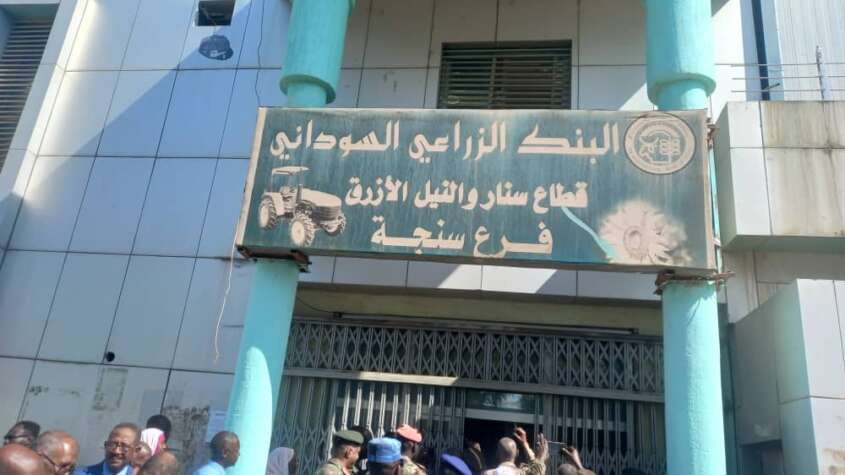 البنك الزراعي السوداني
قطاع سنار والنيل الأزرق
فرع سنجة